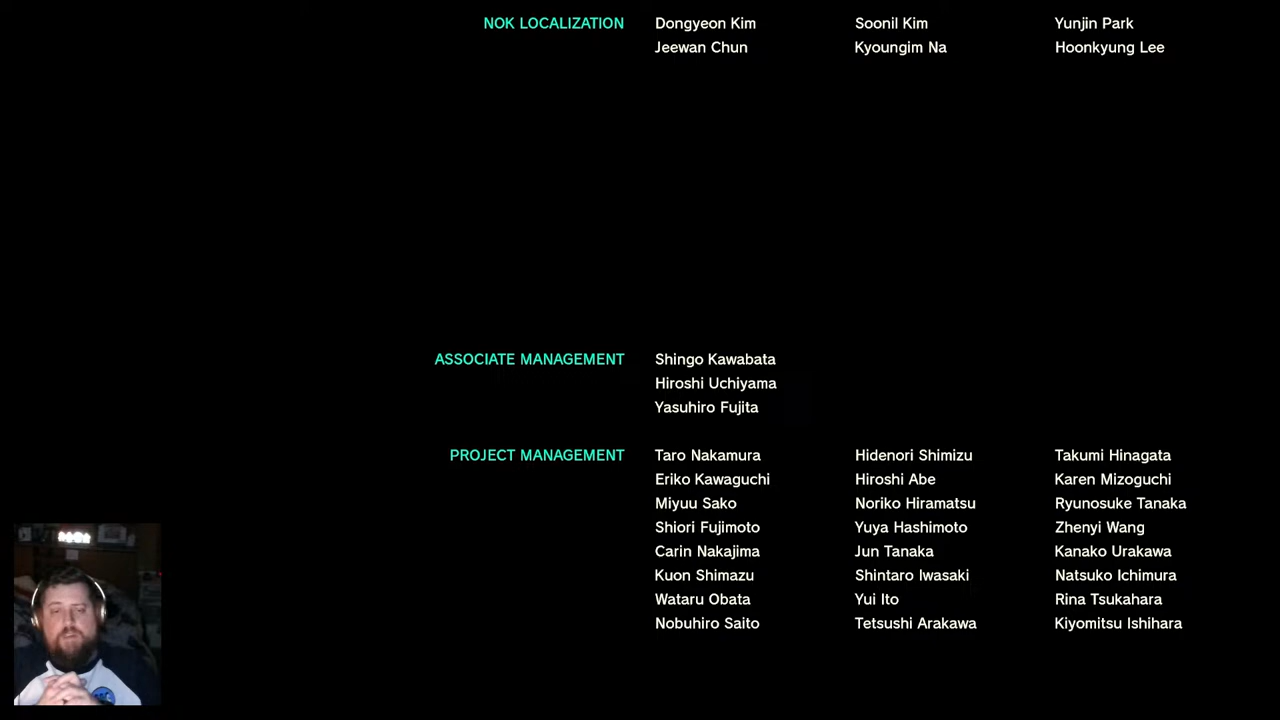 NOK LOCALIZATION Dongyeon Kim Soonil Kim Yunjin Park
Jeewan Chun Kyoungim Na Hoonkyung Lee
ASSOCIATE MANAGEMENT Shingo Kawabata
Hiroshi Uchiyama
Yasuhiro Fujita
PROJECT MANAGEMENT Taro Nakamura Hidenori Shimizu Takumi Hinagata
Eriko Kawaguchi Hiroshi Abe Karen Mizoguchi
Miyuu Sako Noriko Hiramatsu Ryunosuke Tanaka
Shiori Fujimoto Yuya Hashimoto Zhenyi Wang
Carin Nakajima Jun Tanaka Kanako Urakawa
Kuon Shimazu Shintaro Iwasaki Natsuko Ichimura
Wataru Obata Yui Ito Rina Tsukahara
Nobuhiro Saito Tetsushi Arakawa Kiyomitsu Ishihara